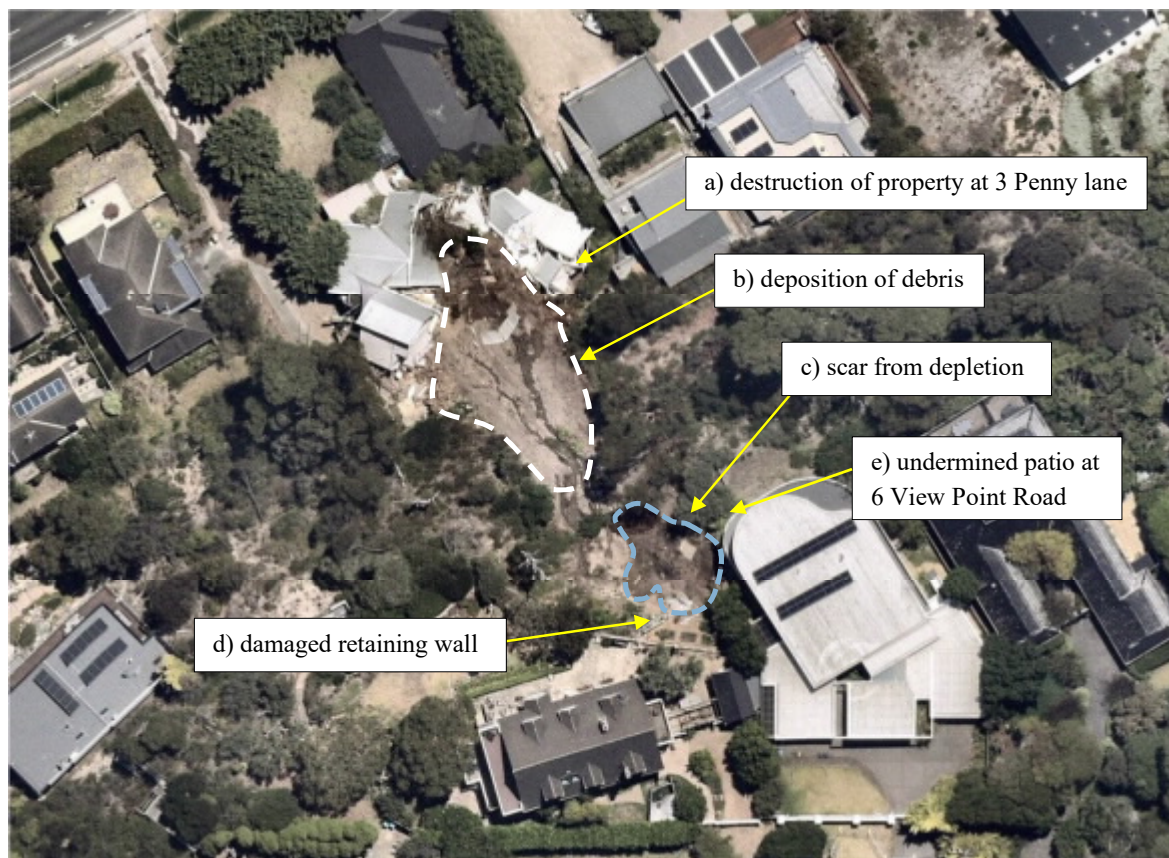 a) destruction of property at 3 Penny lane
b) deposition of debris
c) scar from depletion
e) undermined patio at
6 View Point Road
d) damaged retaining wall